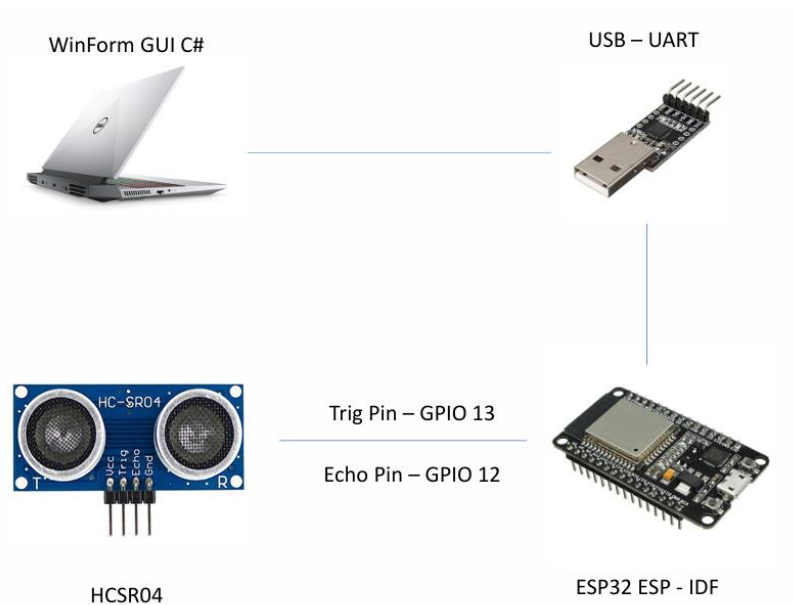 WinForm GUI C#
USB – UART
DELL
HC-SR04
Vcc
Trig
Echo
Gnd
T
R
Trig Pin – GPIO 13
Echo Pin – GPIO 12
HCSR04
ESP32 ESP - IDF